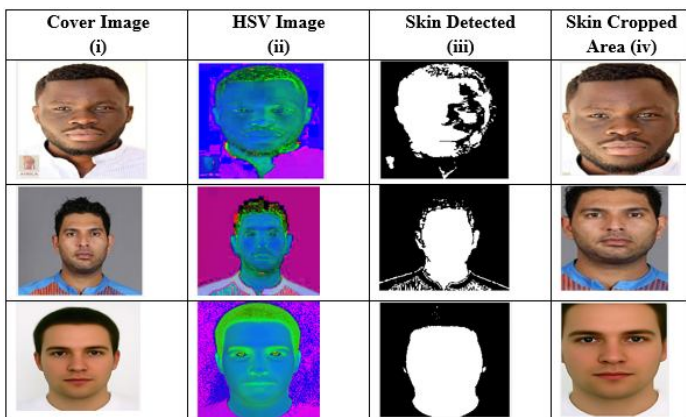 Cover Image
(i)
HSV Image
(ii)
Skin Detected
(iii)
Skin Cropped
Area (iv)